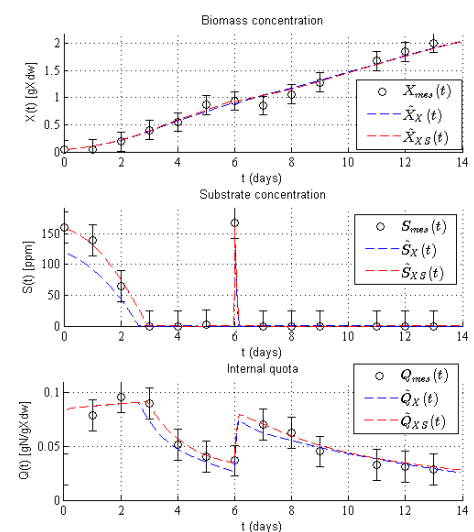 Biomass concentration
2
1.5
1
0.5
0
X(t) [gXdw]
X_mes(t)
X̂_X(t)
X̂_XS(t)
0 2 4 6 8 10 12 14
t (days)
Substrate concentration
150
100
50
0
S(t) [ppm]
S_mes(t)
Ŝ_X(t)
Ŝ_XS(t)
0 2 4 6 8 10 12 14
t (days)
Internal quota
0.1
0.05
0
Q(t) [gN/gXdw]
Q_mes(t)
Q̂_X(t)
Q̂_XS(t)
0 2 4 6 8 10 12 14
t (days)